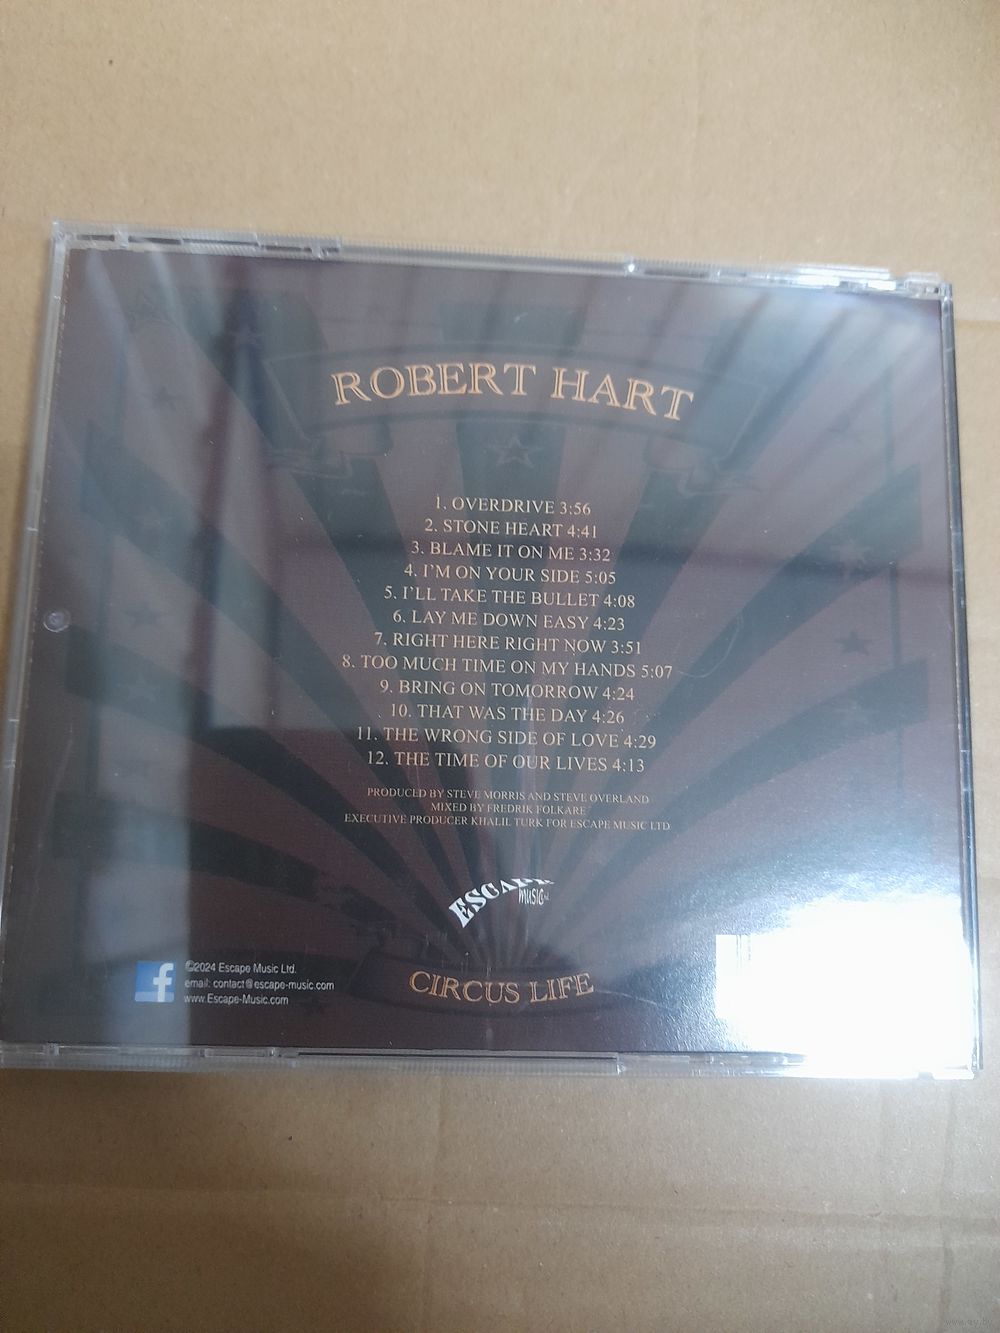 ROBERT HART
1. OVERDRIVE 3:56
2. STONE HEART 4:41
3. BLAME IT ON ME 3:32
4. I`M ON YOUR SIDE 5:05
5. I`LL TAKE THE BULLET 4:08
6. LAY ME DOWN EASY 4:23
7. RIGHT HERE RIGHT NOW 3:51
8. TOO MUCH TIME ON MY HANDS 5:07
9. BRING ON TOMORROW 4:24
10. THAT WAS THE DAY 4:26
11. THE WRONG SIDE OF LOVE 4:29
12. THE TIME OF OUR LIVES 4:13
PRODUCED BY STEVE MORRIS AND STEVE OVERLAND
MIXED BY FREDRIK FOLKARE
EXECUTIVE PRODUCER KHALIL TURK FOR ESCAPE MUSIC LTD
ESCAPE
music
f
©2024 Escape Music Ltd.
email: contact@escape-music.com
www.Escape-Music.com
CIRCUS LIFE